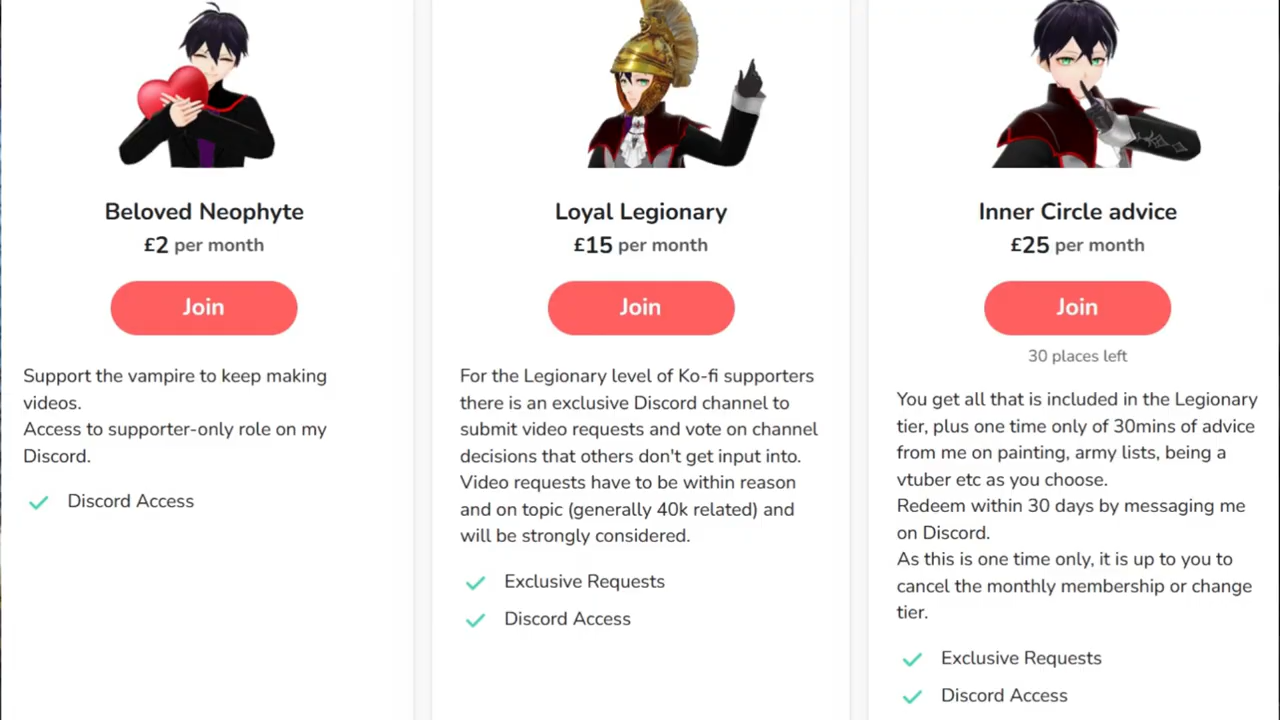 Beloved Neophyte
£2 per month
Join
Support the vampire to keep making
videos.
Access to supporter-only role on my
Discord.
Discord Access
Loyal Legionary
£15 per month
Join
For the Legionary level of Ko-fi supporters
there is an exclusive Discord channel to
submit video requests and vote on channel
decisions that others don't get input into.
Video requests have to be within reason
and on topic (generally 40k related) and
will be strongly considered.
Exclusive Requests
Discord Access
Inner Circle advice
£25 per month
Join
30 places left
You get all that is included in the Legionary
tier, plus one time only of 30mins of advice
from me on painting, army lists, being a
vtuber etc as you choose.
Redeem within 30 days by messaging me
on Discord.
As this is one time only, it is up to you to
cancel the monthly membership or change
tier.
Exclusive Requests
Discord Access